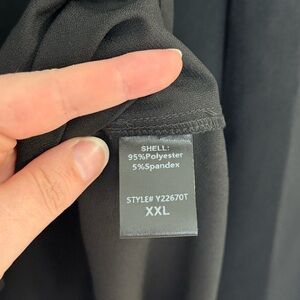 SHELL:
95%Polyester
5%Spandex
STYLE# Y22670T
XXL